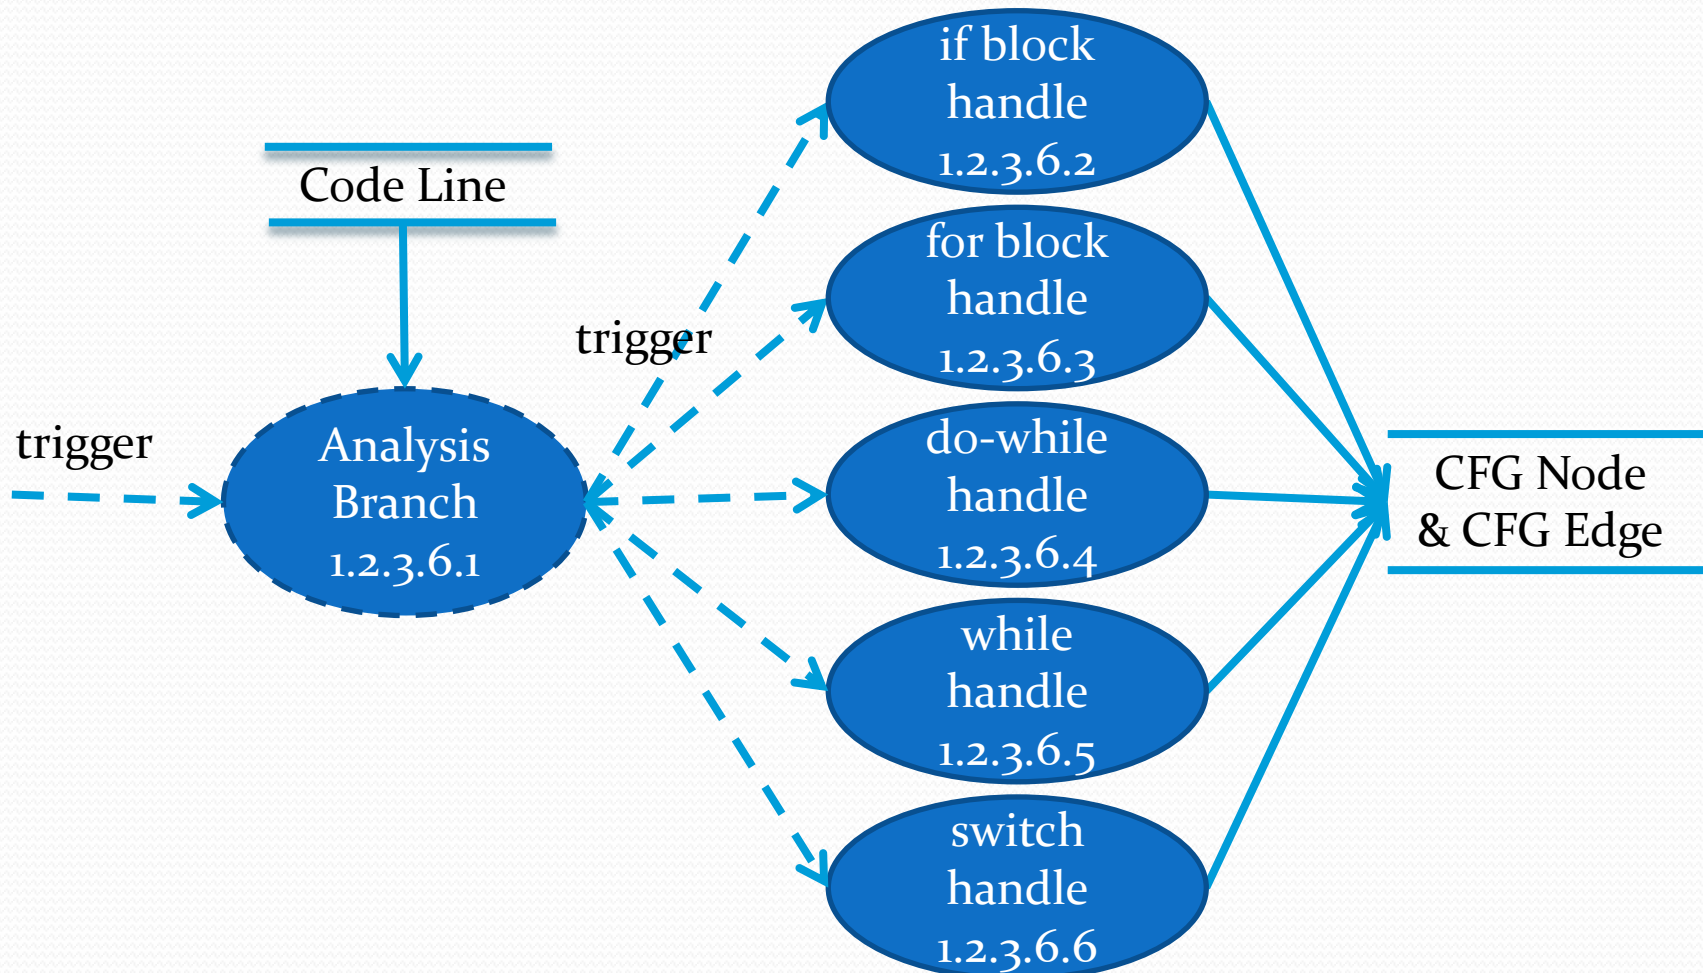 Code Line
trigger
Analysis
Branch
1.2.3.6.1
trigger
if block
handle
1.2.3.6.2
for block
handle
1.2.3.6.3
do-while
handle
1.2.3.6.4
while
handle
1.2.3.6.5
switch
handle
1.2.3.6.6
CFG Node
& CFG Edge